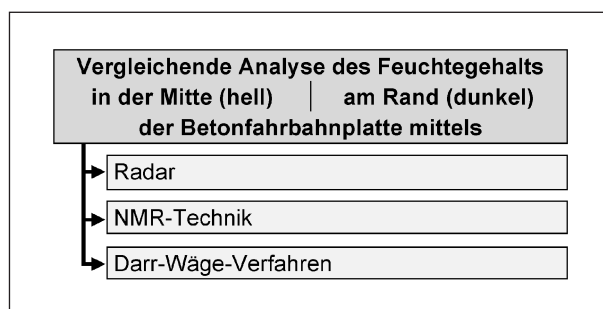 Vergleichende Analyse des Feuchtegehalts
in der Mitte (hell) | am Rand (dunkel)
der Betonfahrbahnplatte mittels
Radar
NMR-Technik
Darr-Wäge-Verfahren